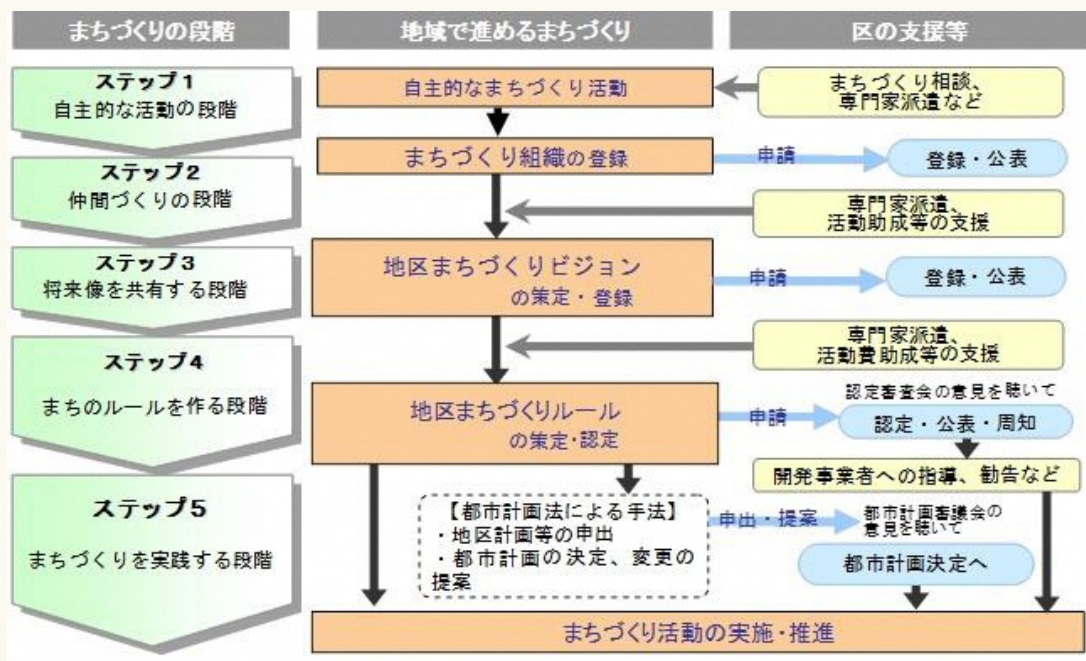 まちづくりの段階
地域で進めるまちづくり
区の支援等
ステップ1
自主的な活動の段階
自主的なまちづくり活動
まちづくり相談、
専門家派遣など
まちづくり組織の登録
申請
登録・公表
ステップ2
仲間づくりの段階
専門家派遣、
活動助成等の支援
ステップ3
将来像を共有する段階
地区まちづくりビジョン
の策定・登録
申請
登録・公表
専門家派遣、
活動費助成等の支援
ステップ4
まちのルールを作る段階
地区まちづくりルール
の策定・認定
申請
認定審査会の意見を聴いて
認定・公表・周知
開発事業者への指導、勧告など
ステップ5
まちづくりを実践する段階
【都市計画法による手法】
・地区計画等の申出
・都市計画の決定、変更の
提案
申出・提案
都市計画審議会の
意見を聴いて
都市計画決定へ
まちづくり活動の実施・推進